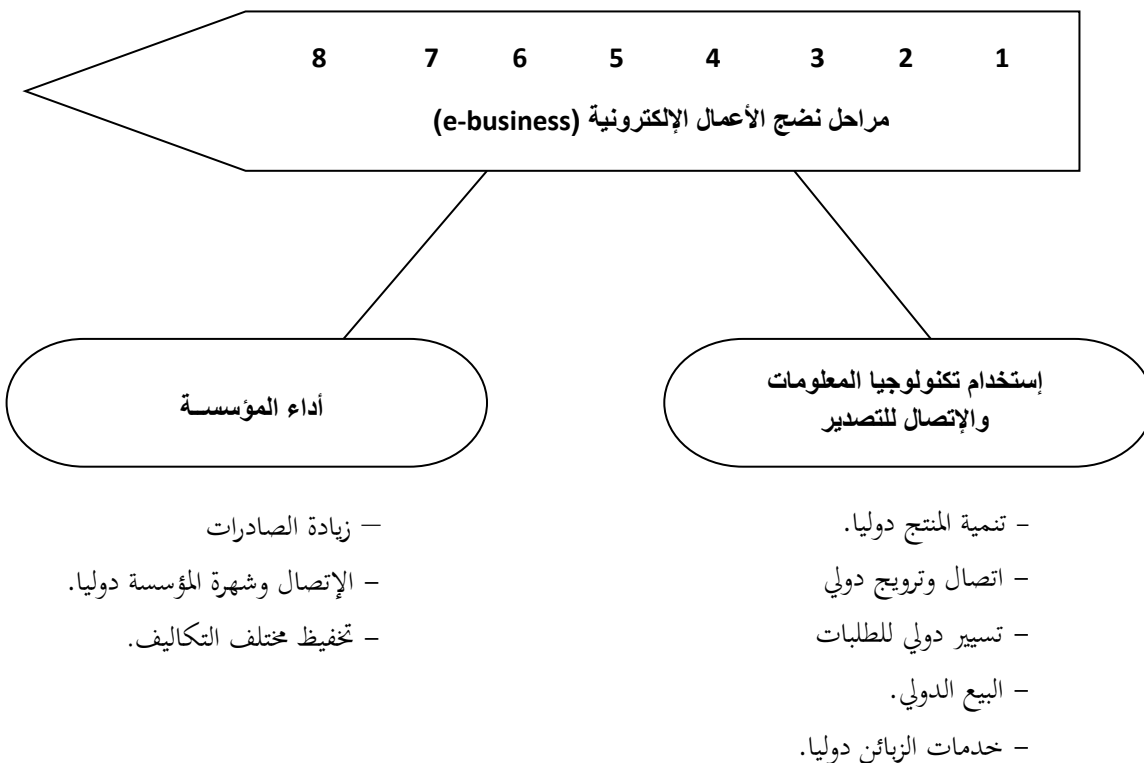 1 2 3 4 5 6 7 8
مراحل نضج الأعمال الإلكترونية (e-business)
إستخدام تكنولوجيا المعلومات
والإتصال للتصدير
أداء المؤسســة
- تنمية المنتج دوليا.
- اتصال وترويج دولي
- تسيير دولي للطلبات
- البيع الدولي.
- خدمات الزبائن دوليا.
– زيادة الصادرات
- الإتصال وشهرة المؤسسة دوليا.
- تخفيظ مختلف التكاليف.